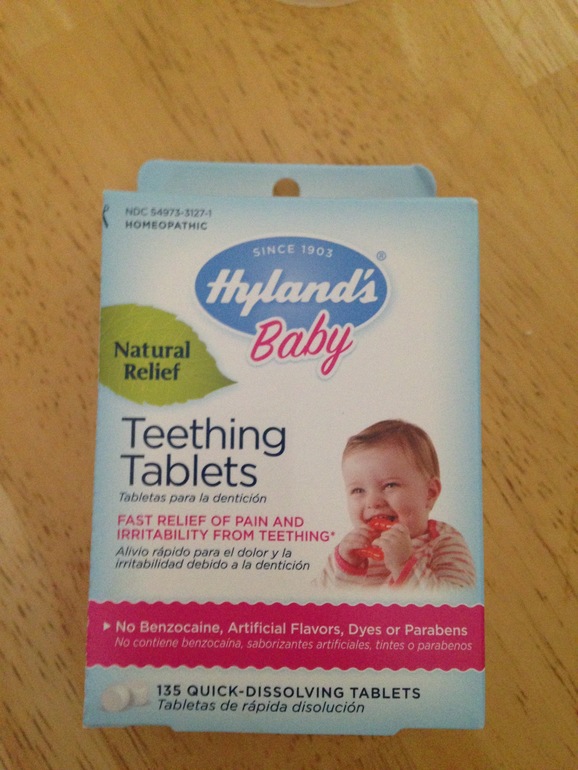 NDC 54973-3127-1
HOMEOPATHIC
SINCE 1903
Hyland's®
Baby
Natural
Relief
Teething
Tablets
Tabletas para la dentición
FAST RELIEF OF PAIN AND
IRRITABILITY FROM TEETHING*
Alivio rápido para el dolor y la
irritabilidad debido a la dentición
▸ No Benzocaine, Artificial Flavors, Dyes or Parabens
No contiene benzocaína, saborizantes artificiales, tintes o parabenos
135 QUICK-DISSOLVING TABLETS
Tabletas de rápida disolución